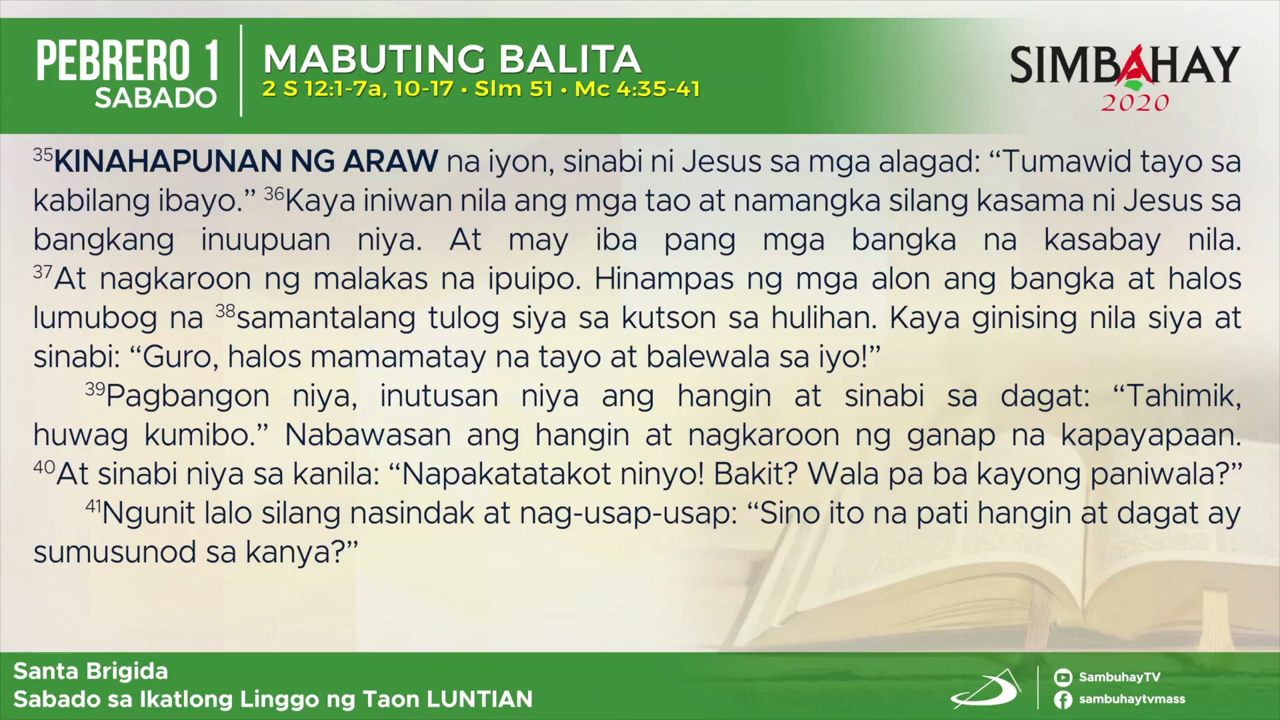 PEBRERO 1
SABADO
MABUTING BALITA
2 S 12:1-7a, 10-17 • Slm 51 • Mc 4:35-41
SIMBAHAY
2020
35KINAHAPUNAN NG ARAW na iyon, sinabi ni Jesus sa mga alagad: “Tumawid tayo sa
kabilang ibayo.” 36Kaya iniwan nila ang mga tao at namangka silang kasama ni Jesus sa
bangkang inuupuan niya. At may iba pang mga bangka na kasabay nila.
37At nagkaroon ng malakas na ipuipo. Hinampas ng mga alon ang bangka at halos
lumubog na 38samantalang tulog siya sa kutson sa hulihan. Kaya ginising nila siya at
sinabi: “Guro, halos mamamatay na tayo at balewala sa iyo!”
39Pagbangon niya, inutusan niya ang hangin at sinabi sa dagat: “Tahimik,
huwag kumibo.” Nabawasan ang hangin at nagkaroon ng ganap na kapayapaan.
40At sinabi niya sa kanila: “Napakatatakot ninyo! Bakit? Wala pa ba kayong paniwala?”
41Ngunit lalo silang nasindak at nag-usap-usap: “Sino ito na pati hangin at dagat ay
sumusunod sa kanya?”
Santa Brigida
Sabado sa Ikatlong Linggo ng Taon LUNTIAN
SambuhayTV
sambuhaytvmass